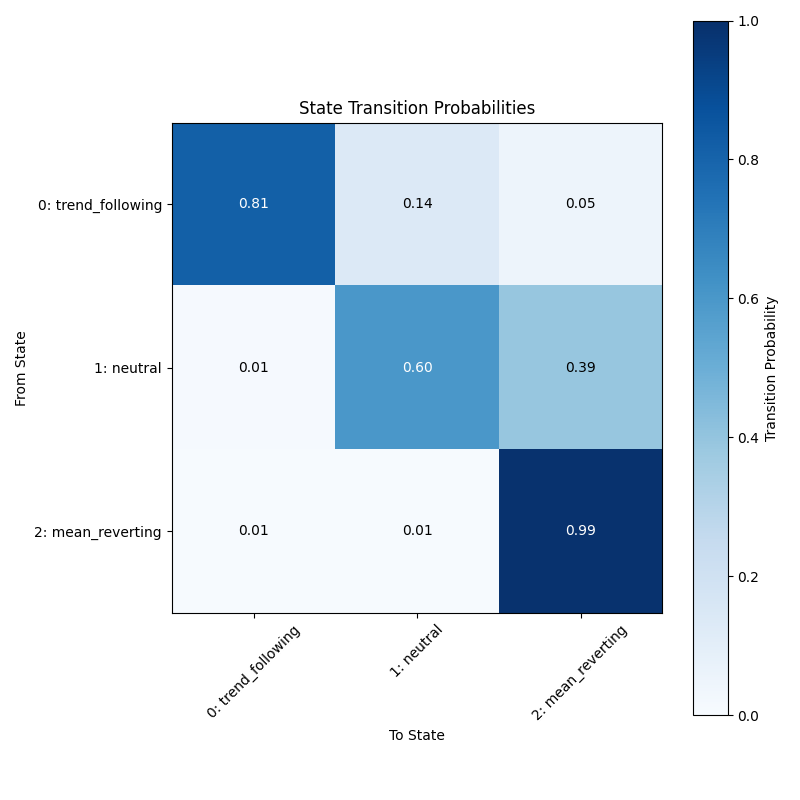 State Transition Probabilities
0: trend_following
0.81
0.14
0.05
1: neutral
0.01
0.60
0.39
2: mean_reverting
0.01
0.01
0.99
0: trend_following
1: neutral
2: mean_reverting
To State
From State
1.0
0.8
0.6
0.4
0.2
0.0
Transition Probability